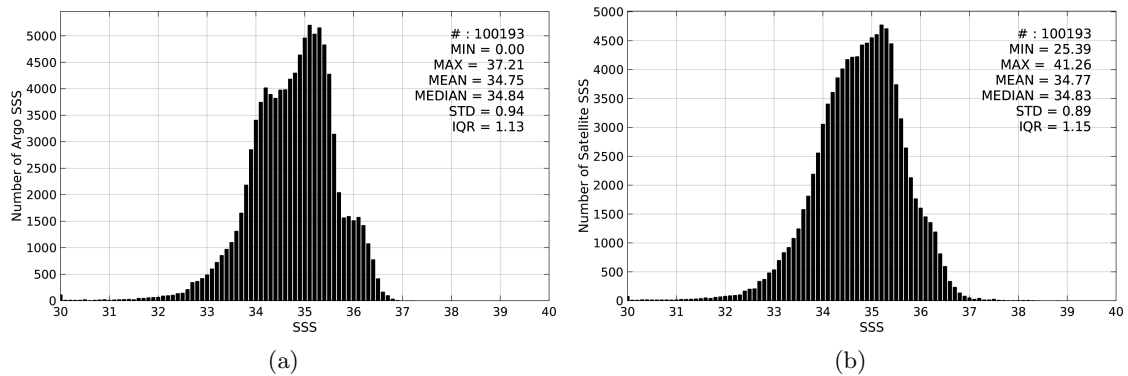 5000
4500
4000
3500
3000
2500
2000
1500
1000
500
0
Number of Argo SSS
# : 100193
MIN = 0.00
MAX = 37.21
MEAN = 34.75
MEDIAN = 34.84
STD = 0.94
IQR = 1.13
30 31 32 33 34 35 36 37 38 39 40
SSS
(a)
5000
4500
4000
3500
3000
2500
2000
1500
1000
500
0
Number of Satellite SSS
# : 100193
MIN = 25.39
MAX = 41.26
MEAN = 34.77
MEDIAN = 34.83
STD = 0.89
IQR = 1.15
30 31 32 33 34 35 36 37 38 39 40
SSS
(b)